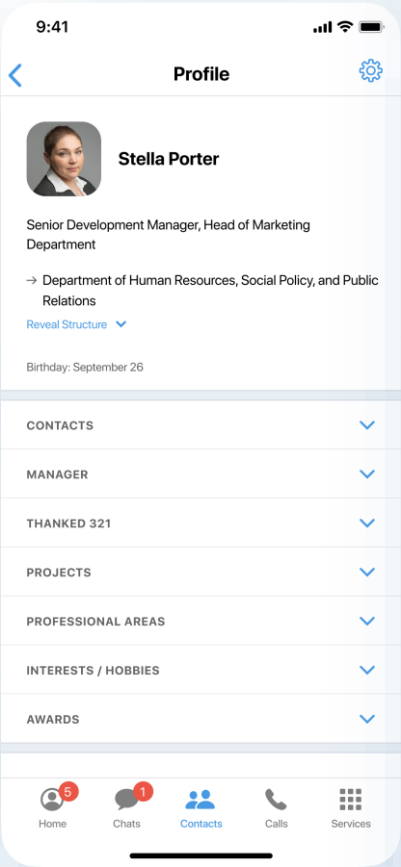 9:41
Profile
Stella Porter
Senior Development Manager, Head of Marketing
Department
→ Department of Human Resources, Social Policy, and Public
Relations
Reveal Structure
Birthday: September 26
CONTACTS
MANAGER
THANKED 321
PROJECTS
PROFESSIONAL AREAS
INTERESTS / HOBBIES
AWARDS
5
1
Home
Chats
Contacts
Calls
Services